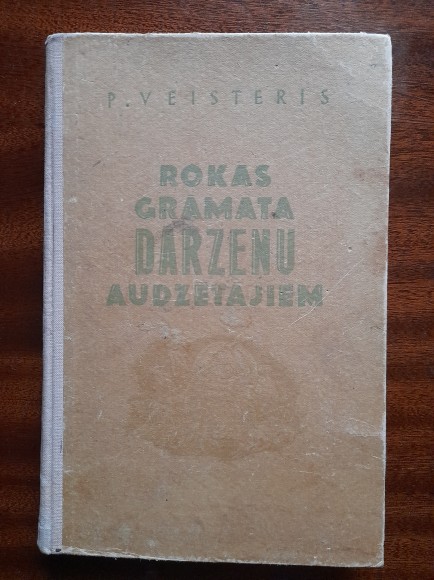 P. VEISTERIS
ROKAS
GRĀMATA
DĀRZEŅU
AUDZĒTĀJIEM